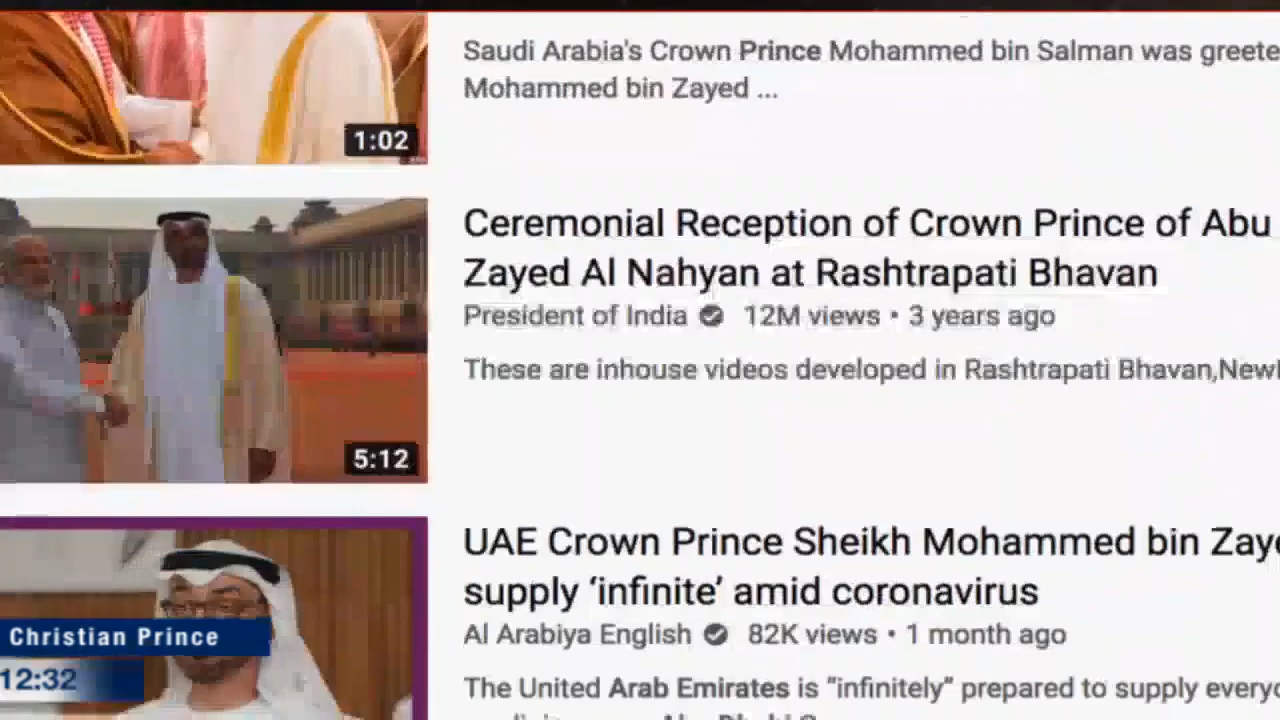 Saudi Arabia's Crown Prince Mohammed bin Salman was greete
Mohammed bin Zayed ...
1:02
Ceremonial Reception of Crown Prince of Abu
Zayed Al Nahyan at Rashtrapati Bhavan
President of India 12M views • 3 years ago
These are inhouse videos developed in Rashtrapati Bhavan,New
5:12
UAE Crown Prince Sheikh Mohammed bin Zaye
supply ‘infinite’ amid coronavirus
Al Arabiya English 82K views • 1 month ago
Christian Prince
12:32
The United Arab Emirates is "infinitely" prepared to supply everyo